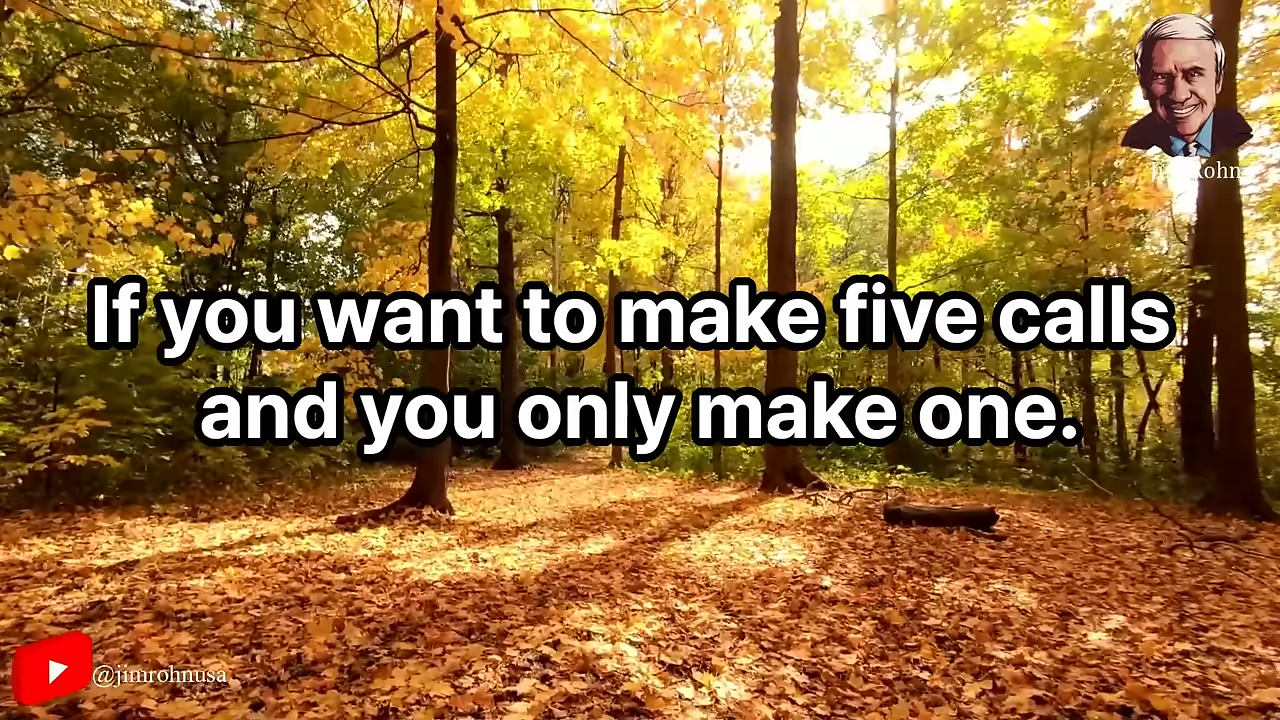 If you want to make five calls
and you only make one.
@jimrohnusa